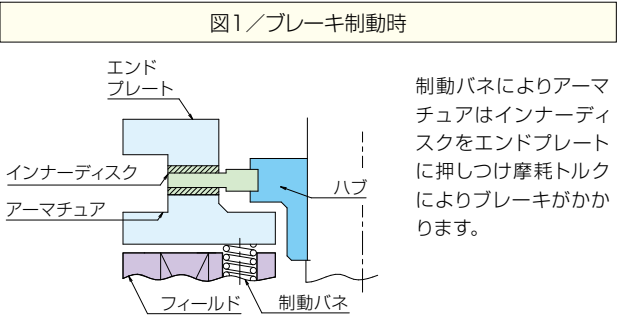 図1／ブレーキ制動時
エンド
プレート
インナーディスク
アーマチュア
ハブ
フィールド
制動バネ
制動バネによりアーマ
チュアはインナーディ
スクをエンドプレート
に押しつけ摩耗トルク
によりブレーキがかか
ります。